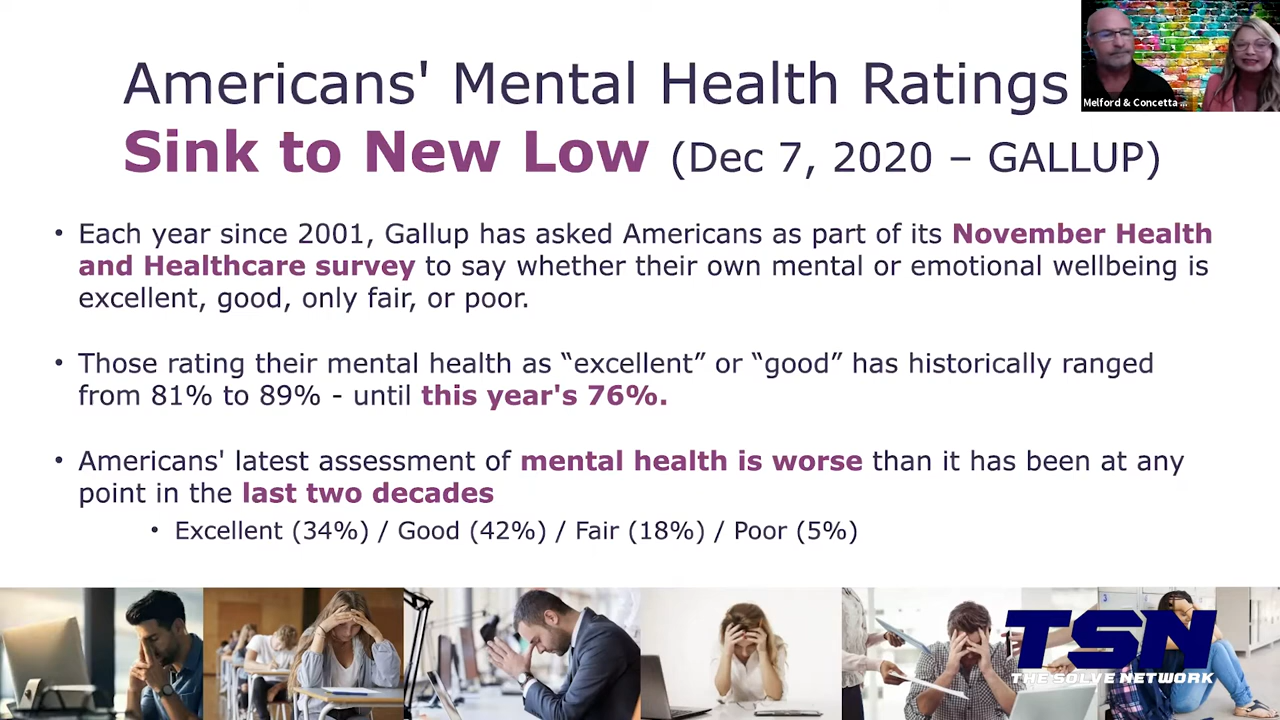 Americans' Mental Health Ratings
Sink to New Low (Dec 7, 2020 – GALLUP)
Melford & Concetta ...
• Each year since 2001, Gallup has asked Americans as part of its November Health
and Healthcare survey to say whether their own mental or emotional wellbeing is
excellent, good, only fair, or poor.
• Those rating their mental health as “excellent” or “good” has historically ranged
from 81% to 89% - until this year's 76%.
• Americans' latest assessment of mental health is worse than it has been at any
point in the last two decades
• Excellent (34%) / Good (42%) / Fair (18%) / Poor (5%)
TSN
THE SOLVE NETWORK